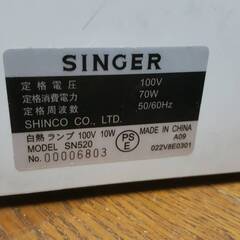 SINGER
定格電圧 100V
定格消費電力 70W
定格周波数 50/60Hz
SHINCO CO., LTD.
白熱ランプ 100V 10W
MODEL SN520
No. 00006803
PS
E
MADE IN CHINA
A09
022V8E0301